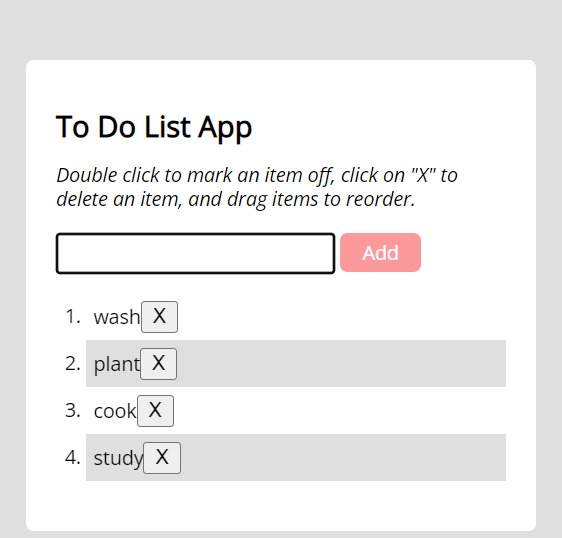 To Do List App
Double click to mark an item off, click on "X" to
delete an item, and drag items to reorder.
Add
1. wash X
2. plant X
3. cook X
4. study X